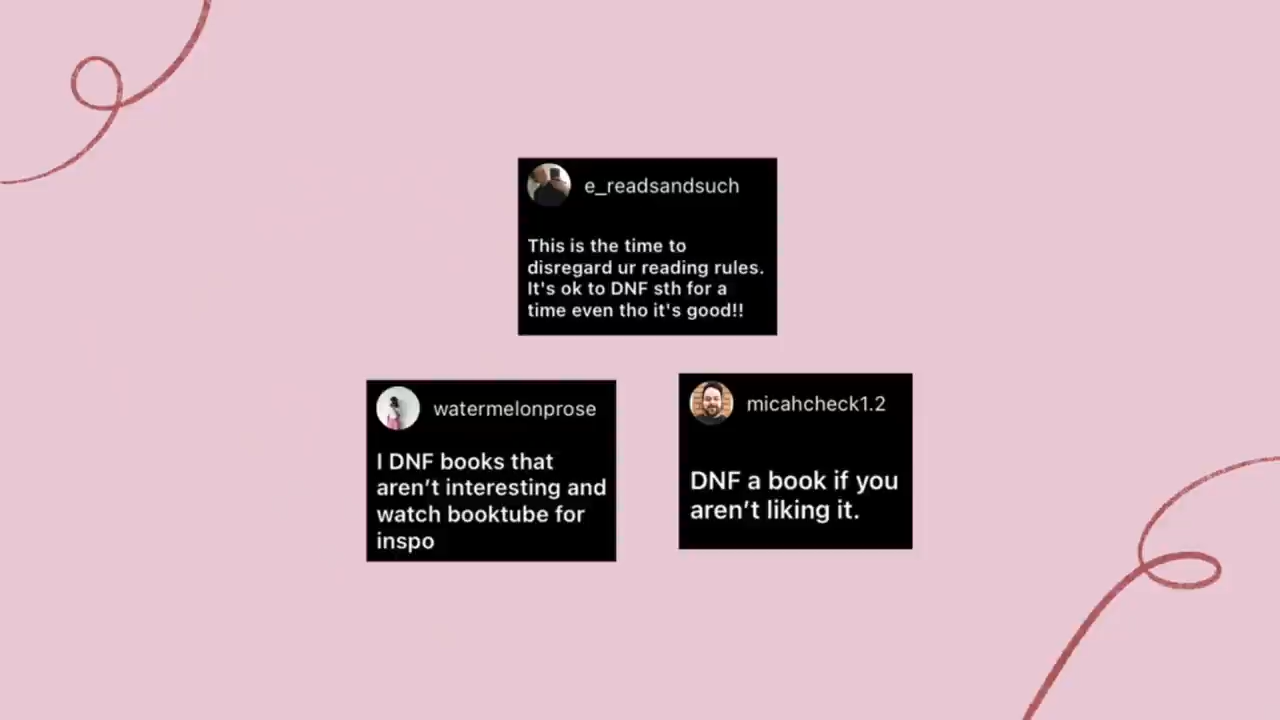 e_readsandsuch
This is the time to
disregard ur reading rules.
It's ok to DNF sth for a
time even tho it's good!!
watermelonprose
I DNF books that
aren’t interesting and
watch booktube for
inspo
micahcheck1.2
DNF a book if you
aren’t liking it.